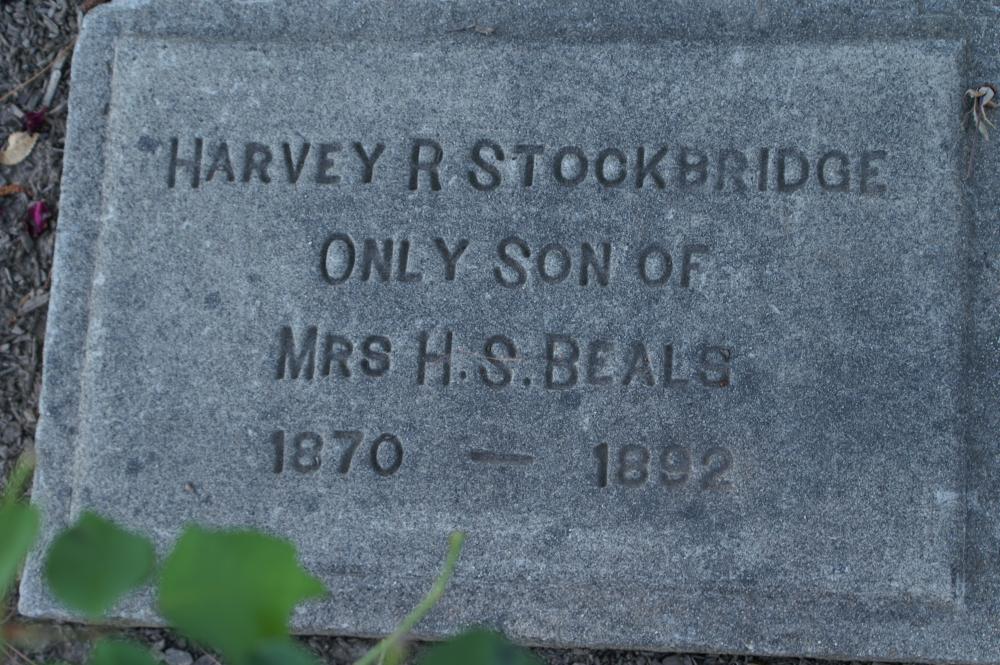 HARVEY R STOCKBRIDGE
ONLY SON OF
MRS H.S. BEALS
1870 — 1892